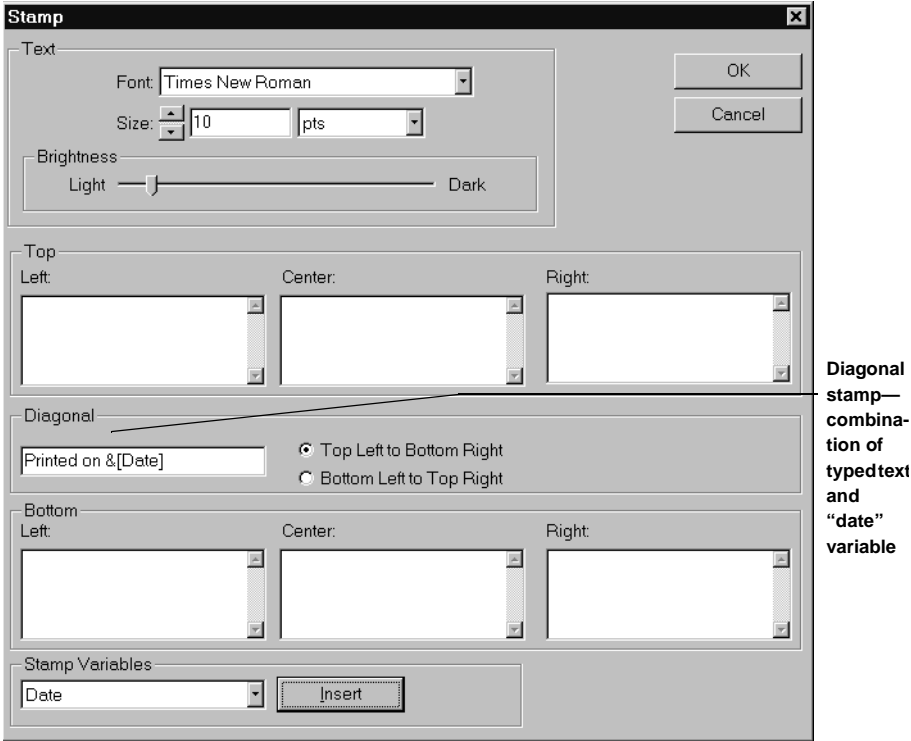 Stamp
Text
Font: Times New Roman
Size: 10 pts
Brightness
Light Dark
OK
Cancel
Top
Left: Center: Right:
Diagonal
Printed on &[Date]
Top Left to Bottom Right
Bottom Left to Top Right
Bottom
Left: Center: Right:
Stamp Variables
Date Insert
Diagonal
stamp—
combina-
tion of
typed text
and
“date”
variable